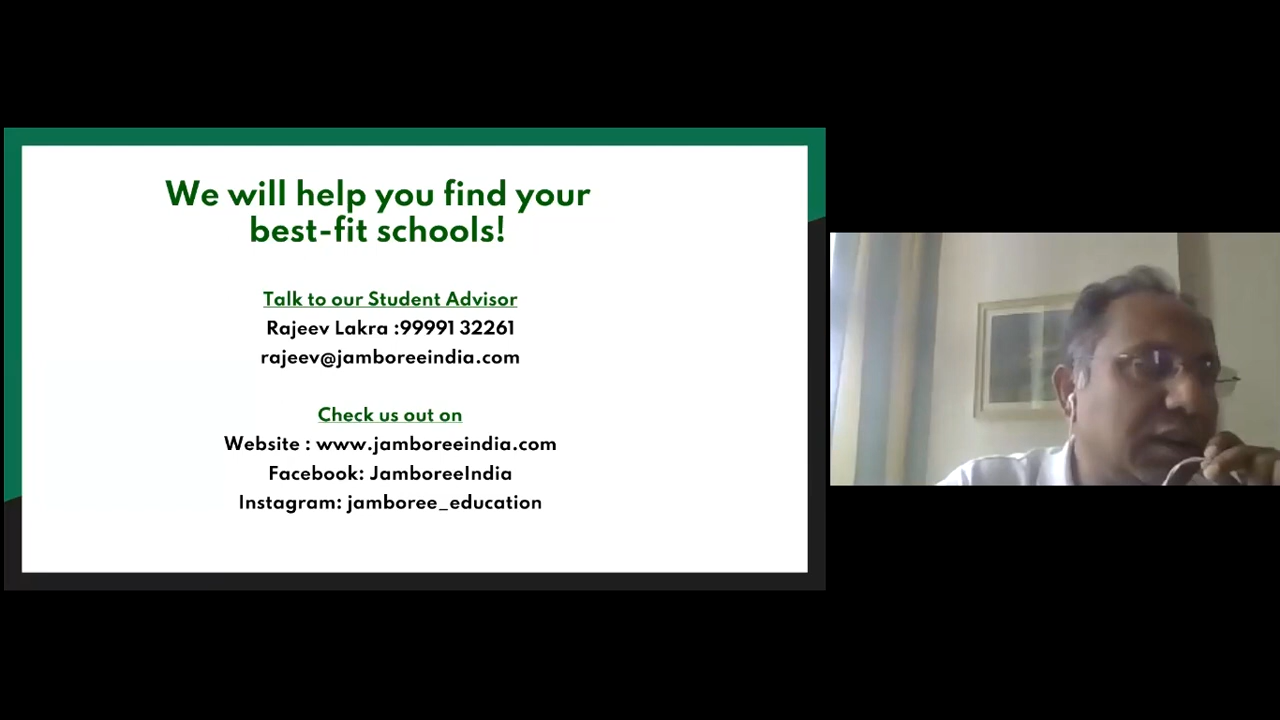 We will help you find your
best-fit schools!
Talk to our Student Advisor
Rajeev Lakra :99991 32261
rajeev@jamboreeindia.com
Check us out on
Website : www.jamboreeindia.com
Facebook: JamboreeIndia
Instagram: jamboree_education